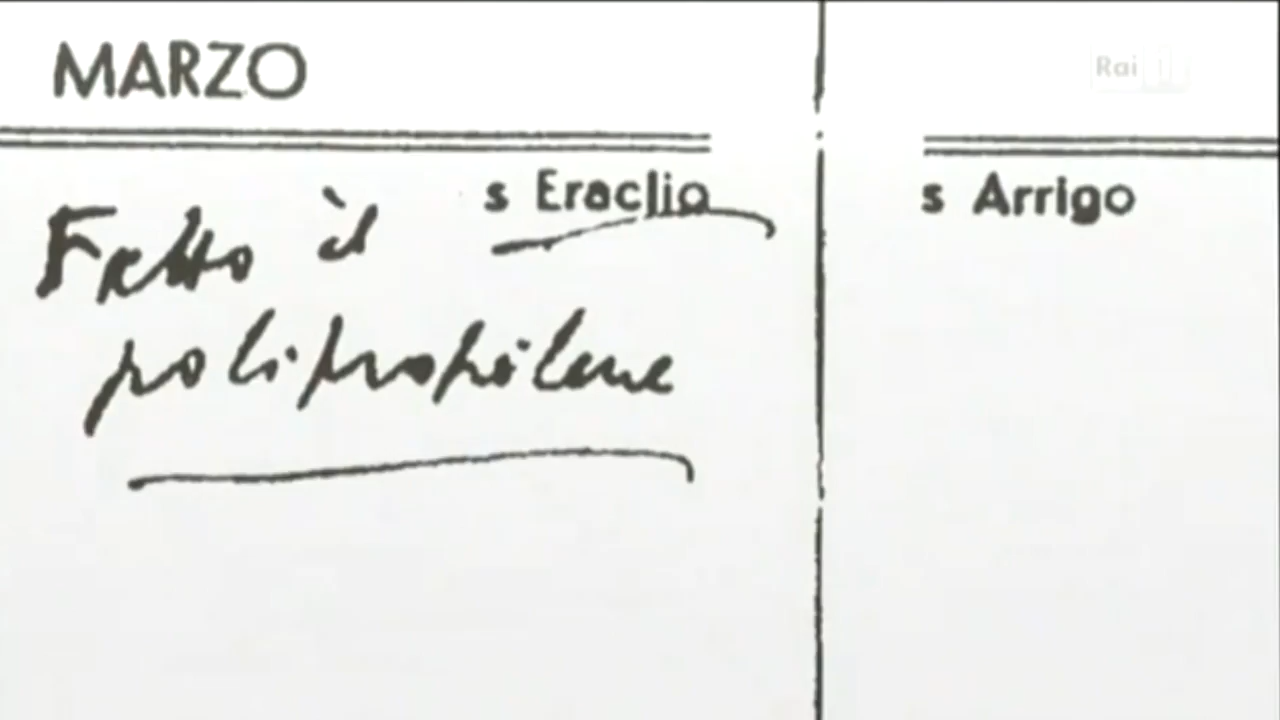 MARZO
Rai 1
s Eraclio
s Arrigo
Fatto il
polipropilene